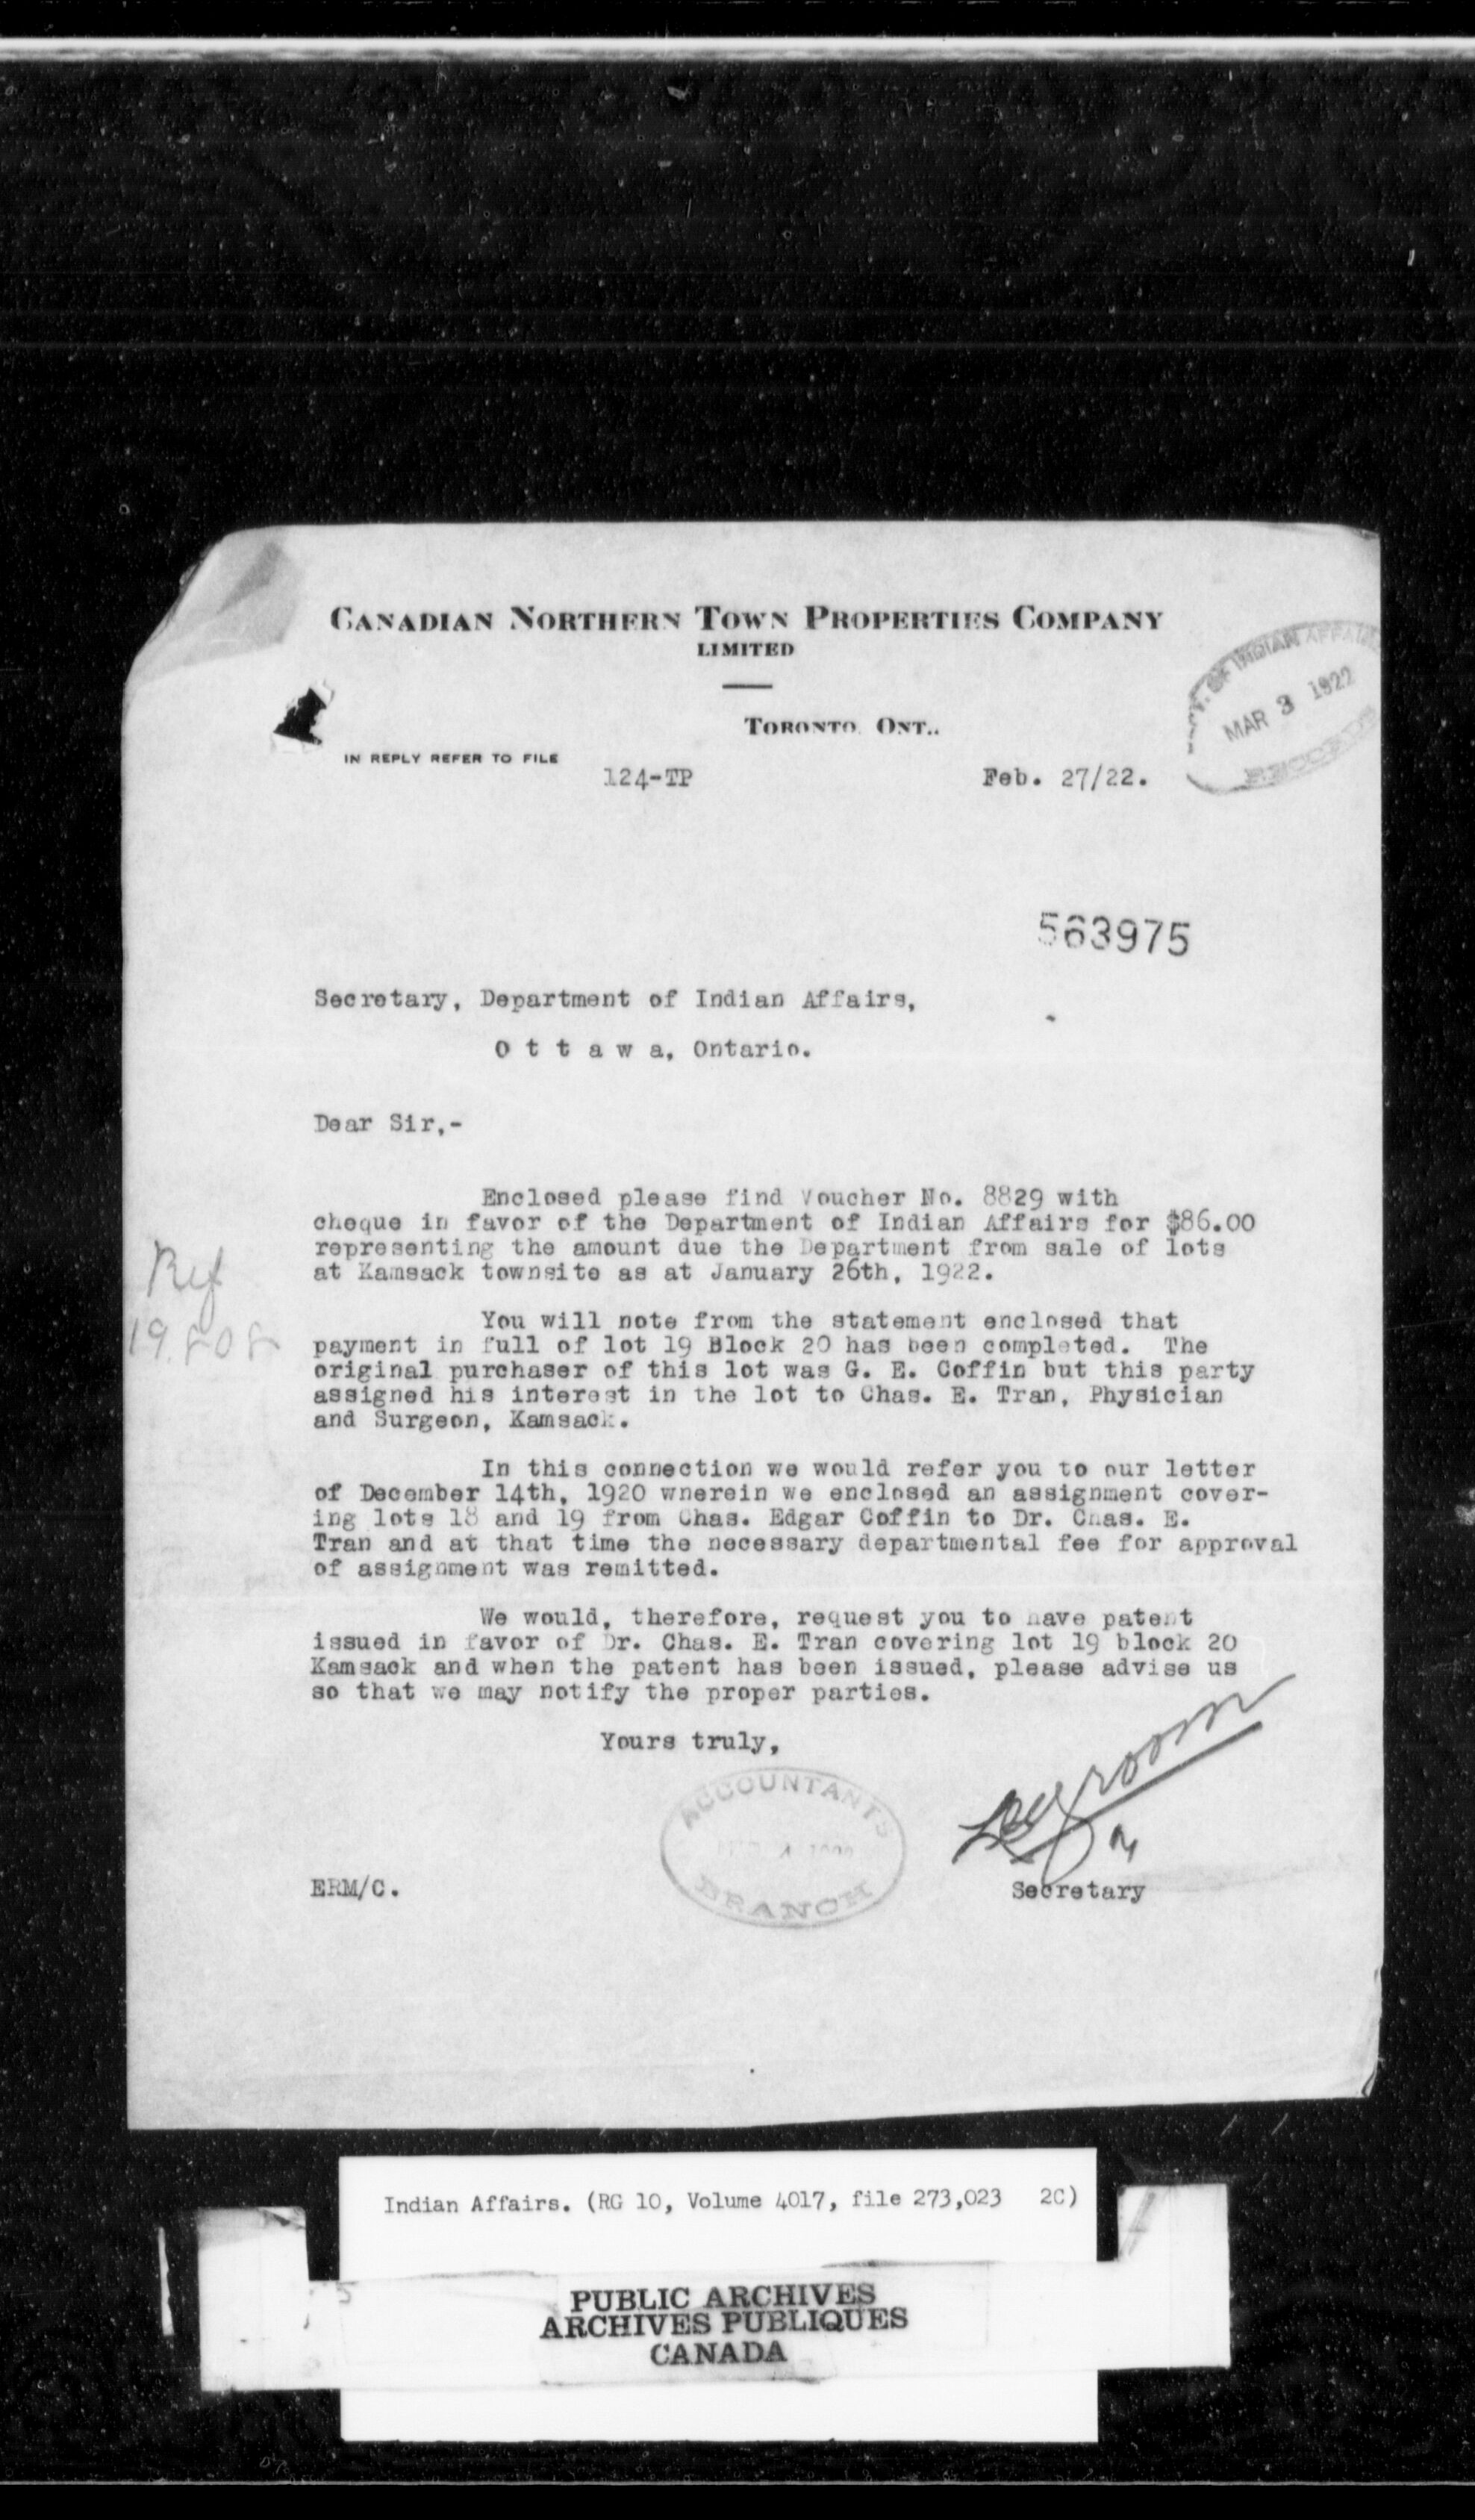 CANADIAN NORTHERN TOWN PROPERTIES COMPANY
LIMITED
TORONTO, ONT.,
IN REPLY REFER TO FILE
124-TP
Feb. 27/22.
OF INDIAN AFFAIRS
MAR 3 1922
RECORDS
563975
Secretary, Department of Indian Affairs,
O t t a w a, Ontario.
Dear Sir,-
Enclosed please find Voucher No. 8829 with
cheque in favor of the Department of Indian Affairs for $86.00
representing the amount due the Department from sale of lots
at Kamsack townsite as at January 26th, 1922.
Ref
You will note from the statement enclosed that
payment in full of lot 19 Block 20 has been completed. The
original purchaser of this lot was G. E. Coffin but this party
assigned his interest in the lot to Chas. E. Tran, Physician
and Surgeon, Kamsack.
In this connection we would refer you to our letter
of December 14th, 1920 wherein we enclosed an assignment cover-
ing lots 18 and 19 from Chas. Edgar Coffin to Dr. Chas. E.
Tran and at that time the necessary departmental fee for approval
of assignment was remitted.
We would, therefore, request you to have patent
issued in favor of Dr. Chas. E. Tran covering lot 19 block 20
Kamsack and when the patent has been issued, please advise us
so that we may notify the proper parties.
Yours truly,
ACCOUNTANT'S
BRANCH
ERM/C.
Secretary
Indian Affairs. (RG 10, Volume 4017, file 273,023 2C)
PUBLIC ARCHIVES
ARCHIVES PUBLIQUES
CANADA